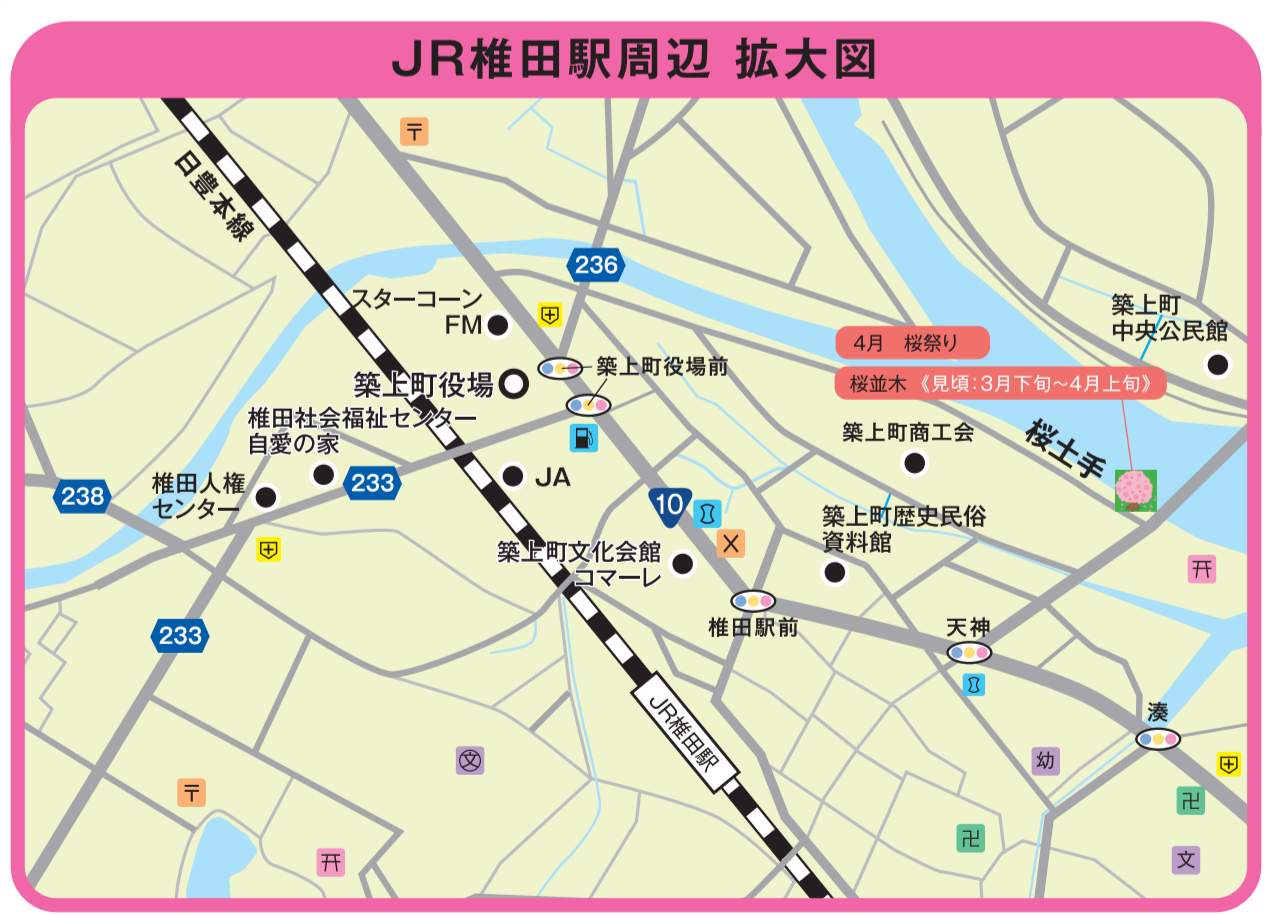 JR椎田駅周辺 拡大図
〒
日豊本線
236
スターコーン
FM
築上町
中央公民館
4月 桜祭り
築上町役場前
築上町役場
桜並木 《見頃:3月下旬～4月上旬》
椎田社会福祉センター
自愛の家
築上町商工会
桜土手
JA
233
椎田人権
センター
238
10
築上町歴史民俗
資料館
築上町文化会館
コマーレ
椎田駅前
天神
233
湊
JR椎田駅
文
幼
〒
卍
卍
文